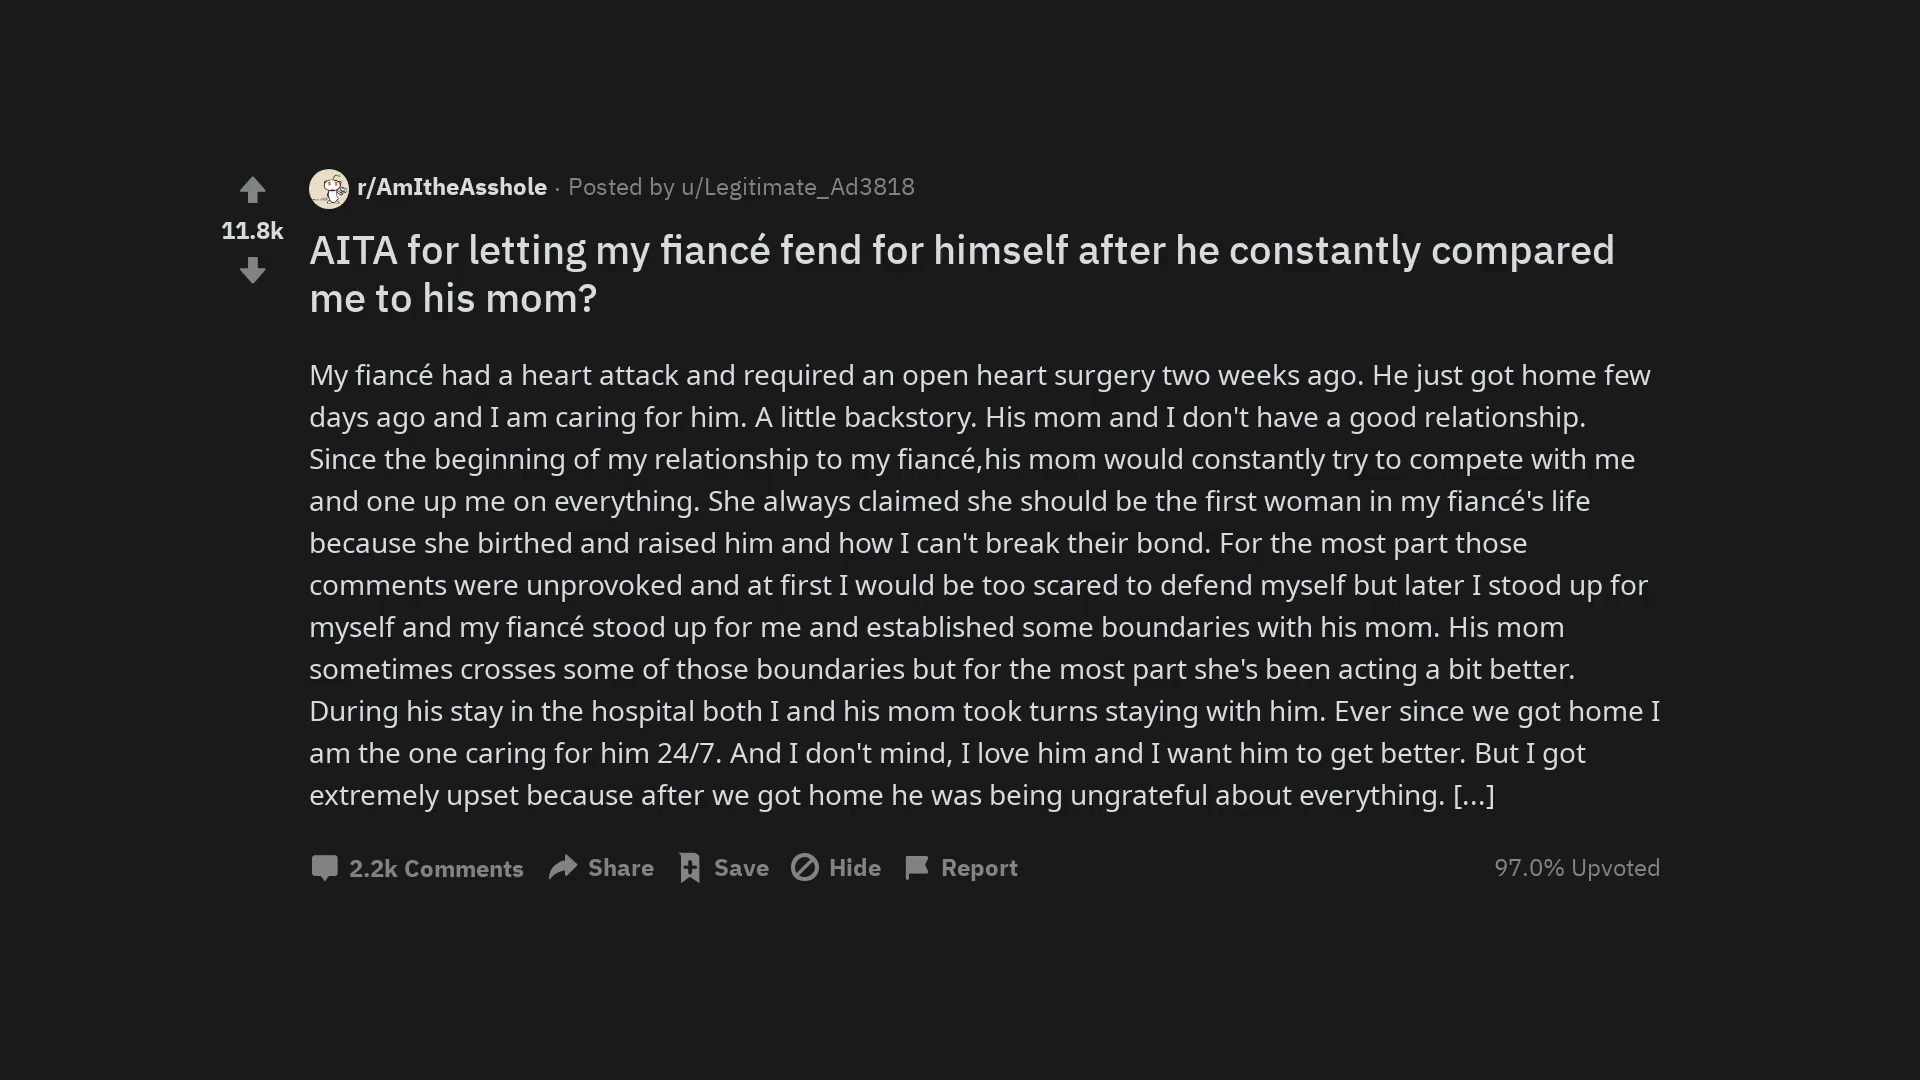 r/AmItheAsshole · Posted by u/Legitimate_Ad3818
11.8k
AITA for letting my fiancé fend for himself after he constantly compared
me to his mom?
My fiancé had a heart attack and required an open heart surgery two weeks ago. He just got home few
days ago and I am caring for him. A little backstory. His mom and I don't have a good relationship.
Since the beginning of my relationship to my fiancé,his mom would constantly try to compete with me
and one up me on everything. She always claimed she should be the first woman in my fiancé's life
because she birthed and raised him and how I can't break their bond. For the most part those
comments were unprovoked and at first I would be too scared to defend myself but later I stood up for
myself and my fiancé stood up for me and established some boundaries with his mom. His mom
sometimes crosses some of those boundaries but for the most part she's been acting a bit better.
During his stay in the hospital both I and his mom took turns staying with him. Ever since we got home I
am the one caring for him 24/7. And I don't mind, I love him and I want him to get better. But I got
extremely upset because after we got home he was being ungrateful about everything. [...]
2.2k Comments Share Save Hide Report 97.0% Upvoted